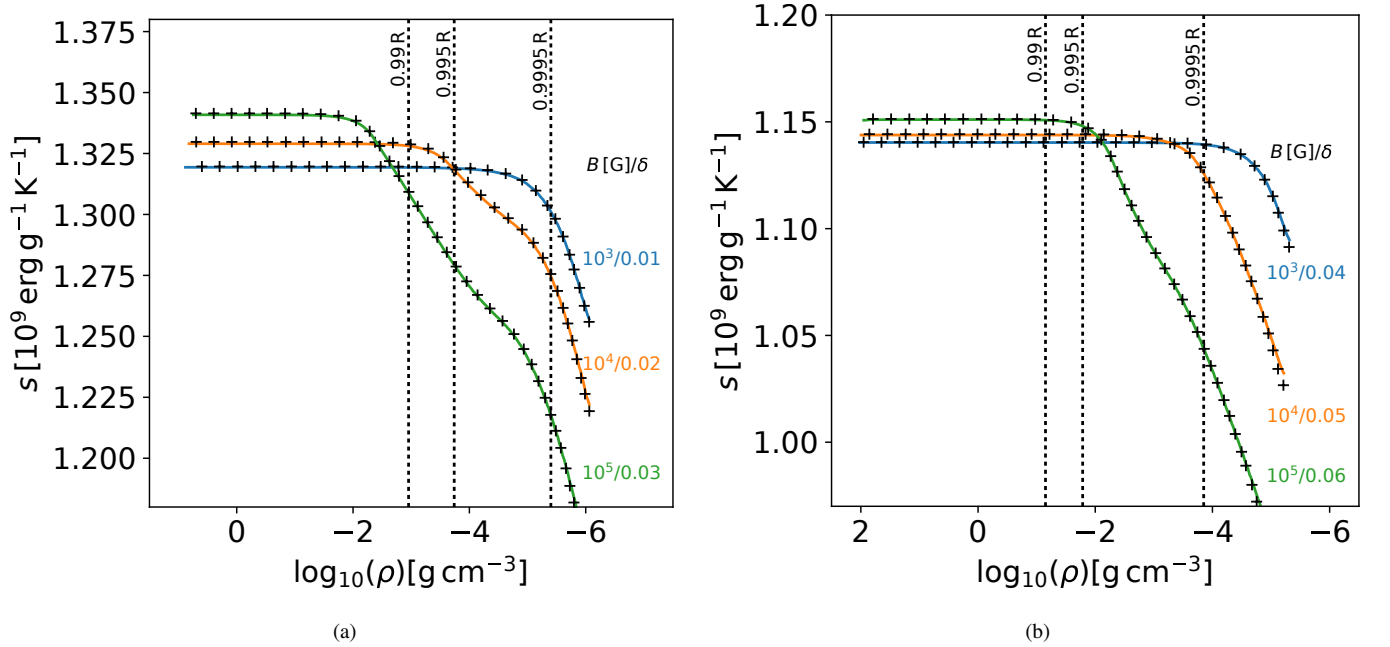 1.375
1.350
1.325
1.300
1.275
1.250
1.225
1.200
s [10⁹ erg g⁻¹ K⁻¹]
0.99 R
0.995 R
0.9995 R
B [G]/δ
10³/0.01
10⁴/0.02
10⁵/0.03
0
−2
−4
−6
log₁₀(ρ)[g cm⁻³]
(a)
1.20
1.15
1.10
1.05
1.00
s [10⁹ erg g⁻¹ K⁻¹]
0.99 R
0.995R
0.9995 R
B [G]/δ
10³/0.04
10⁴/0.05
10⁵/0.06
2
0
−2
−4
−6
log₁₀(ρ)[g cm⁻³]
(b)